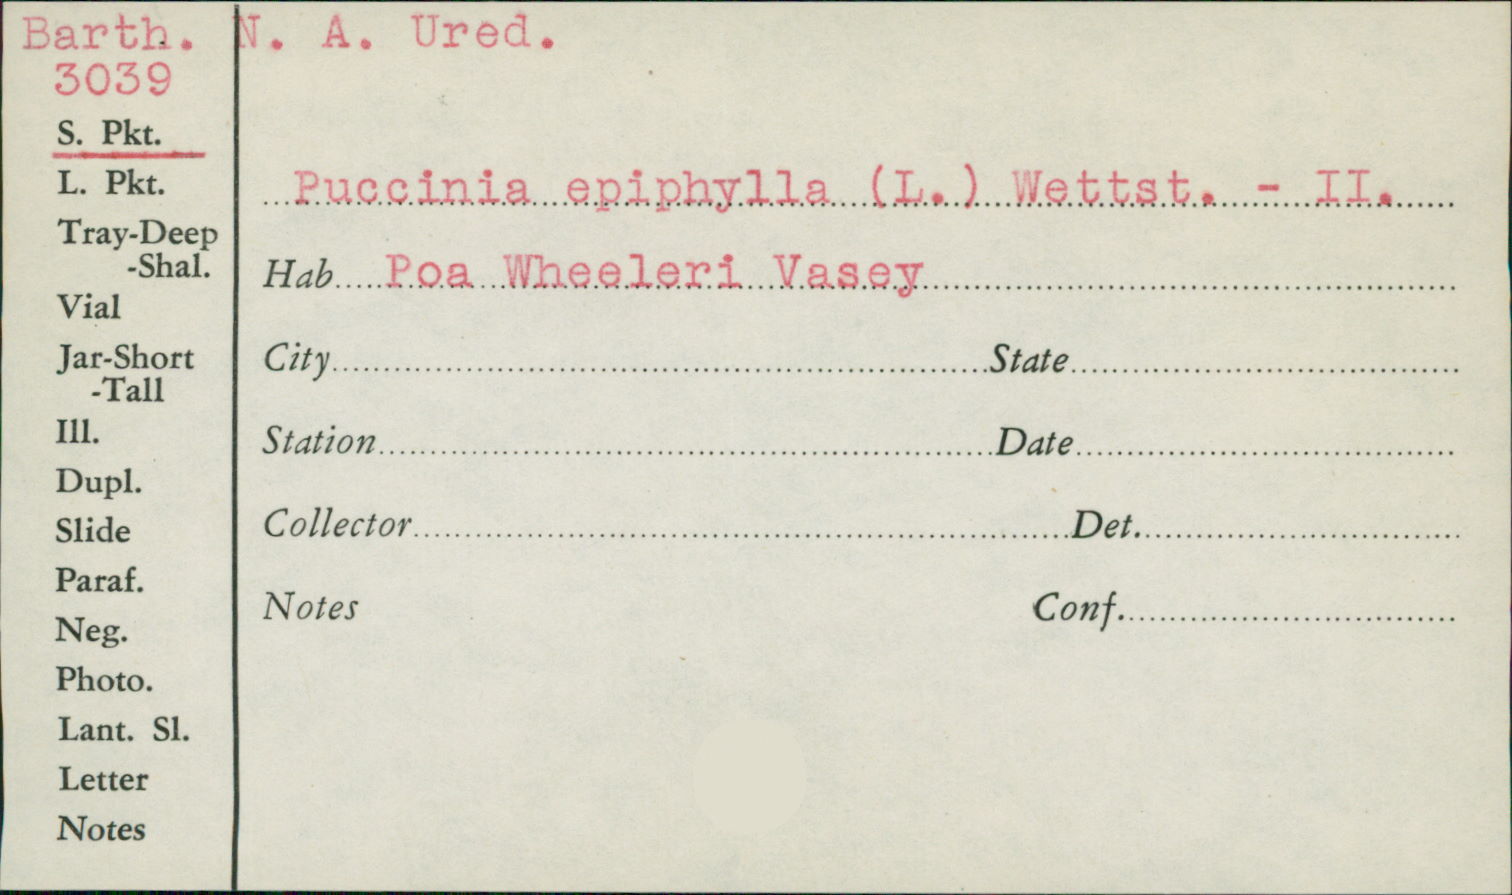 Barth. N. A. Ured.
3039
S. Pkt.
L. Pkt.
Tray-Deep
-Shal.
Vial
Jar-Short
-Tall
Ill.
Dupl.
Slide
Paraf.
Neg.
Photo.
Lant. Sl.
Letter
Notes
Puccinia epiphylla (L.) Wettst. - II.
Hab. Poa Wheeleri Vasey
City State
Station Date
Collector Det.
Notes Conf.